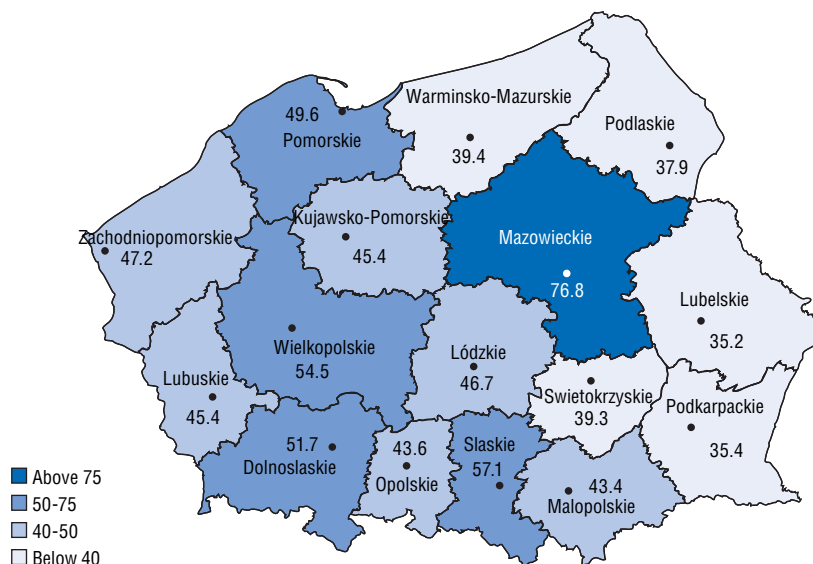 Warminsko-Mazurskie
39.4
49.6
Pomorskie
Podlaskie
37.9
Zachodniopomorskie
47.2
Kujawsko-Pomorskie
45.4
Mazowieckie
76.8
Lubelskie
35.2
Wielkopolskie
54.5
Lódzkie
46.7
Lubuskie
45.4
Swietokrzyskie
39.3
Podkarpackie
35.4
51.7
Dolnoslaskie
43.6
Opolskie
Slaskie
57.1
43.4
Malopolskie
Above 75
50-75
40-50
Below 40